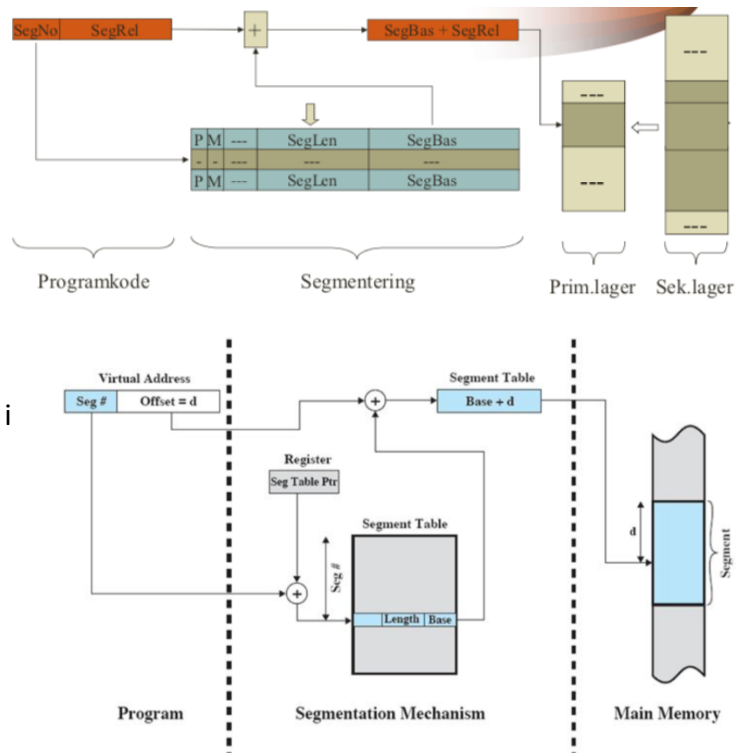 SegNo SegRel + SegBas + SegRel
---
---
P M --- SegLen SegBas
- - --- --- ---
P M --- SegLen SegBas
---
---
Programkode Segmentering Prim.lager Sek.lager
i
Virtual Address
Seg # Offset = d
Segment Table
+ Base + d
Register
Seg Table Ptr
Segment Table
Seg #
d
Segment
+
Length Base
Program Segmentation Mechanism Main Memory